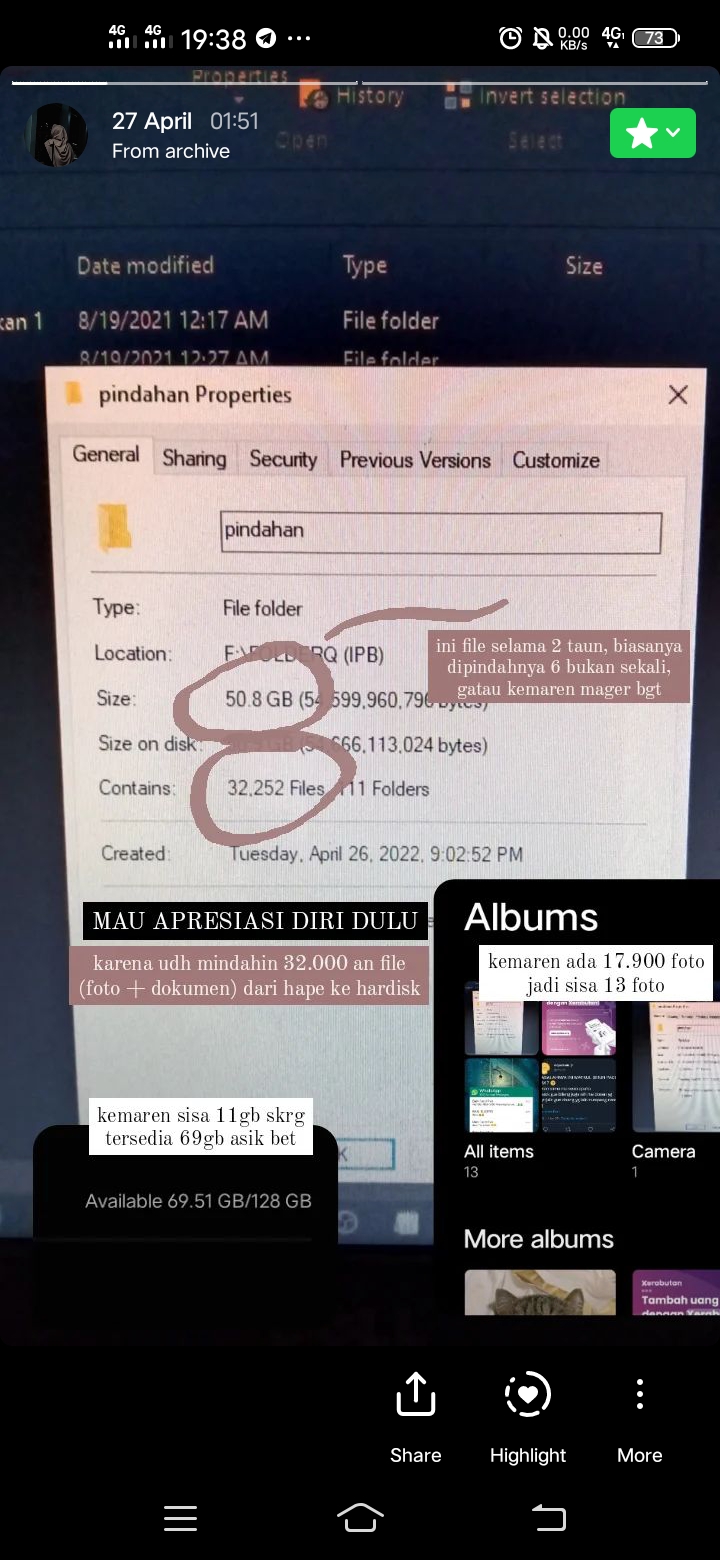 4G 4G 19:38 ... 0.00 KB/s 4G 73
Properties
History
Invert selection
27 April 01:51
From archive
Open
Select
Date modified Type Size
kan 1 8/19/2021 12:17 AM File folder
8/19/2021 12:27 AM File folder
pindahan Properties
General Sharing Security Previous Versions Customize
pindahan
Type: File folder
Location: F:\FOLDERQ (IPB)
ini file selama 2 taun, biasanya
dipindahnya 6 bukan sekali,
gatau kemaren mager bgt
Size: 50.8 GB (54,599,960,796 bytes)
Size on disk: GB (54,666,113,024 bytes)
Contains: 32,252 Files, 111 Folders
Created: Tuesday, April 26, 2022, 9:02:52 PM
MAU APRESIASI DIRI DULU
karena udh mindahin 32.000 an file
(foto + dokumen) dari hape ke hardisk
Albums
kemaren ada 17.900 foto
jadi sisa 13 foto
kemaren sisa 11gb skrg
tersedia 69gb asik bet
Available 69.51 GB/128 GB
All items
13
Camera
1
More albums
Xerabutan
Tambah uang
Share Highlight More